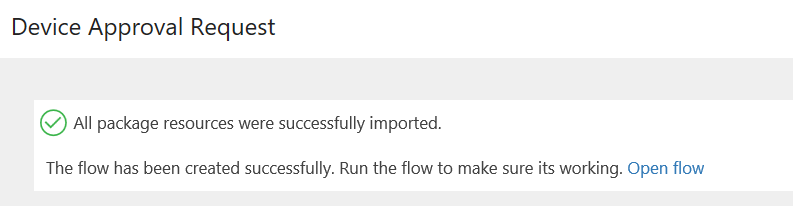 Device Approval Request
All package resources were successfully imported.
The flow has been created successfully. Run the flow to make sure its working. Open flow